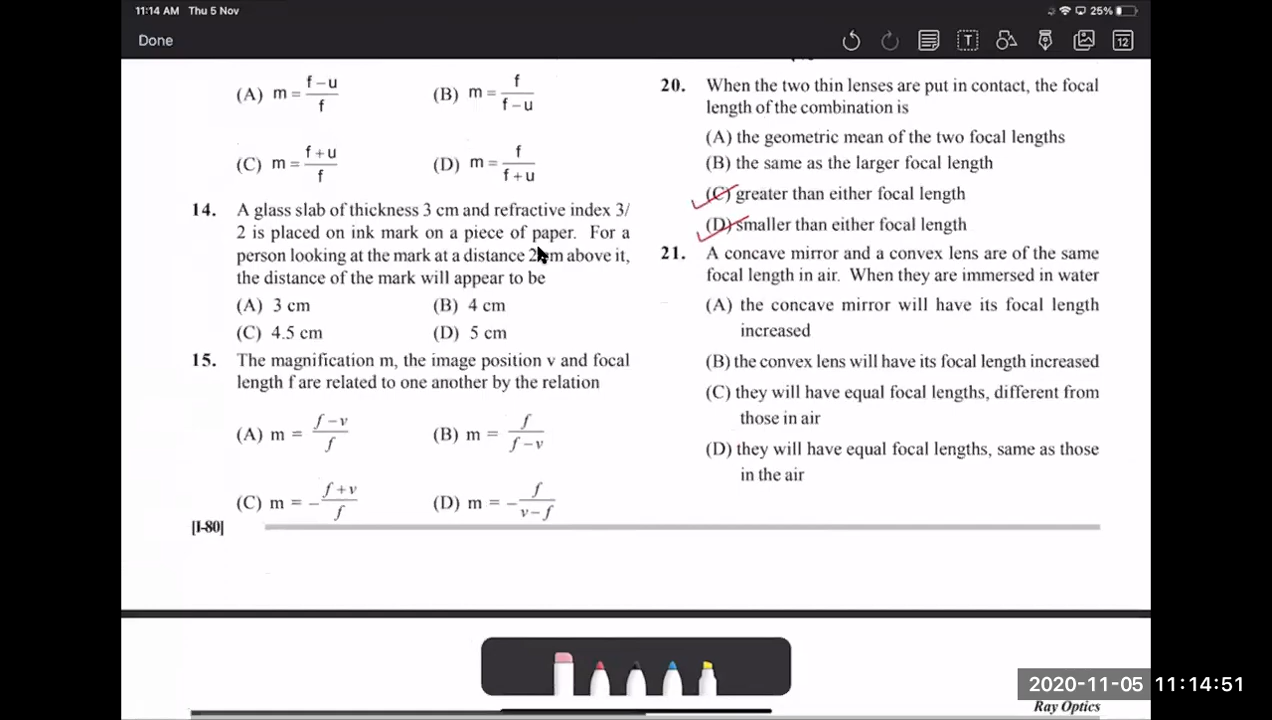 11:14 AM Thu 5 Nov
25%
Done
T
12
(A) m = f – u / f
(B) m = f / f – u
(C) m = f + u / f
(D) m = f / f + u
14. A glass slab of thickness 3 cm and refractive index 3/
2 is placed on ink mark on a piece of paper. For a
person looking at the mark at a distance above it,
the distance of the mark will appear to be
(A) 3 cm (B) 4 cm
(C) 4.5 cm (D) 5 cm
15. The magnification m, the image position v and focal
length f are related to one another by the relation
(A) m = f – v / f
(B) m = f / f – v
(C) m = – f + v / f
(D) m = – f / v – f
[I-80]
20. When the two thin lenses are put in contact, the focal
length of the combination is
(A) the geometric mean of the two focal lengths
(B) the same as the larger focal length
(C) greater than either focal length
(D) smaller than either focal length
21. A concave mirror and a convex lens are of the same
focal length in air. When they are immersed in water
(A) the concave mirror will have its focal length
increased
(B) the convex lens will have its focal length increased
(C) they will have equal focal lengths, different from
those in air
(D) they will have equal focal lengths, same as those
in the air
2020-11-05 11:14:51
Ray Optics